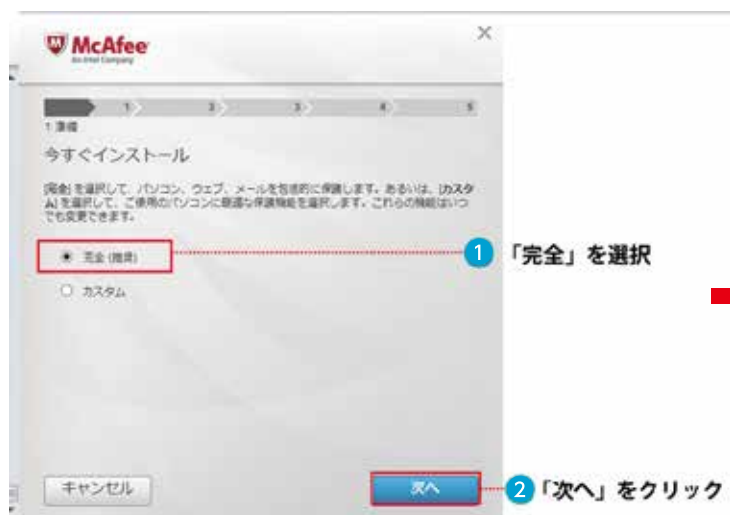 McAfee
An Intel Company
1 2 3 4 5
1 準備
今すぐインストール
[完全] を選択して、パソコン、ウェブ、メールを包括的に保護します。あるいは、[カスタ
ム] を選択して、ご使用のパソコンに最適な保護機能を選択します。これらの機能はいつ
でも変更できます。
完全 (推奨)
1 「完全」を選択
カスタム
キャンセル
次へ
2 「次へ」をクリック